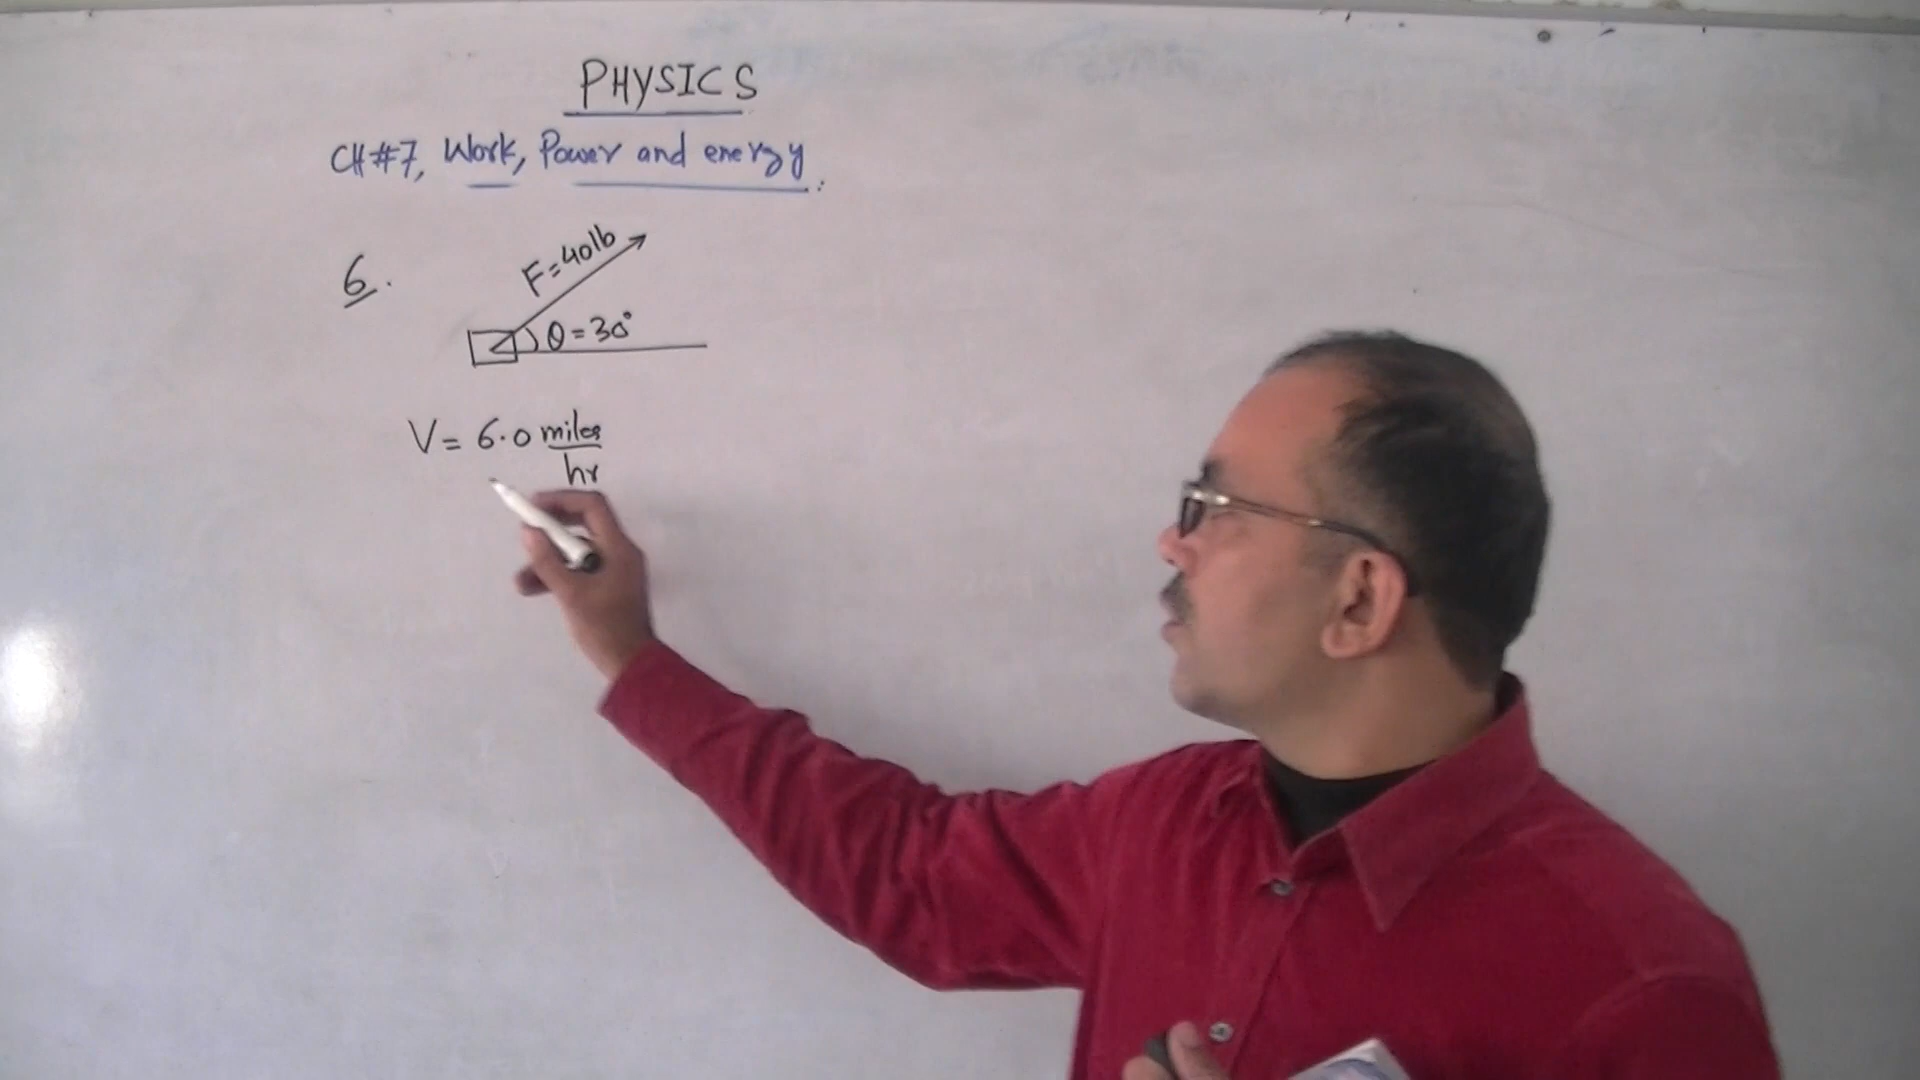 PHYSICS
CH#7, Work, Power and energy.
6.
F=40lb
θ=30°
V= 6.0 miles
hr